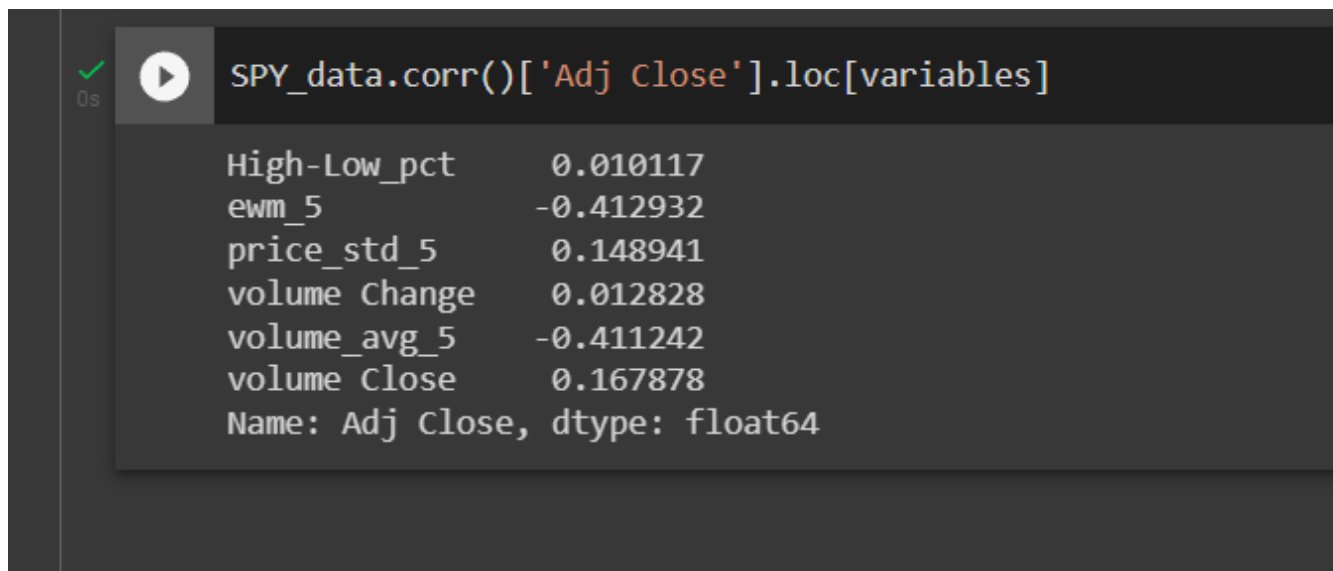 SPY_data.corr()['Adj Close'].loc[variables]
0s
High-Low_pct 0.010117
ewm_5 -0.412932
price_std_5 0.148941
volume Change 0.012828
volume_avg_5 -0.411242
volume Close 0.167878
Name: Adj Close, dtype: float64